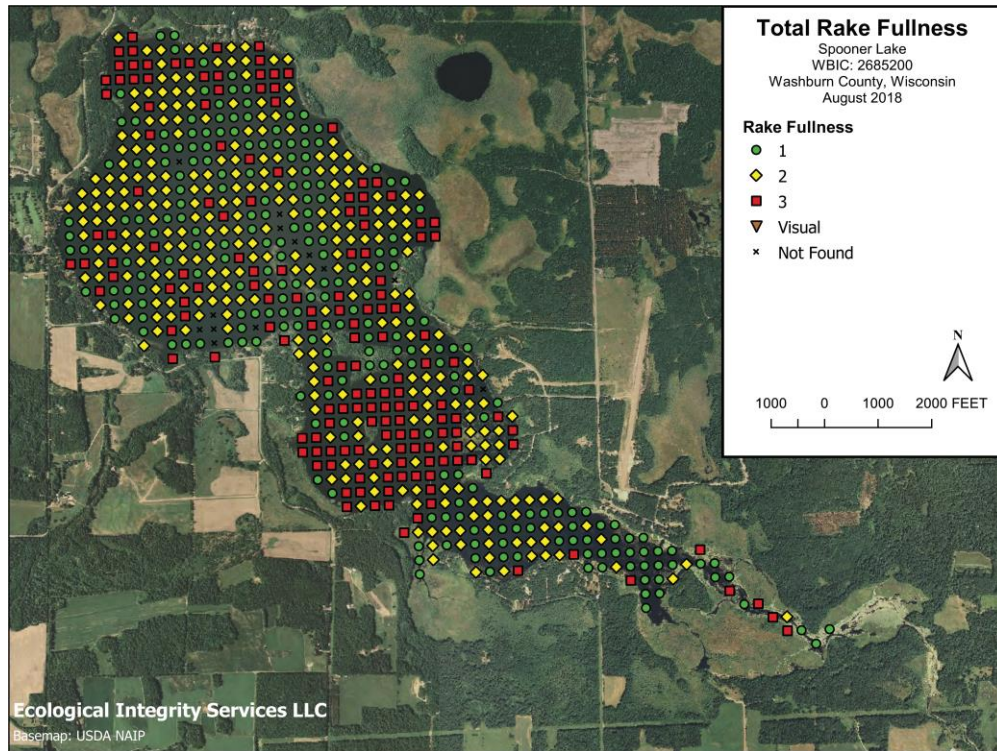 Total Rake Fullness
Spooner Lake
WBIC: 2685200
Washburn County, Wisconsin
August 2018
Rake Fullness
1
2
3
Visual
Not Found
N
1000 0 1000 2000 FEET
Ecological Integrity Services LLC
Basemap: USDA NAIP